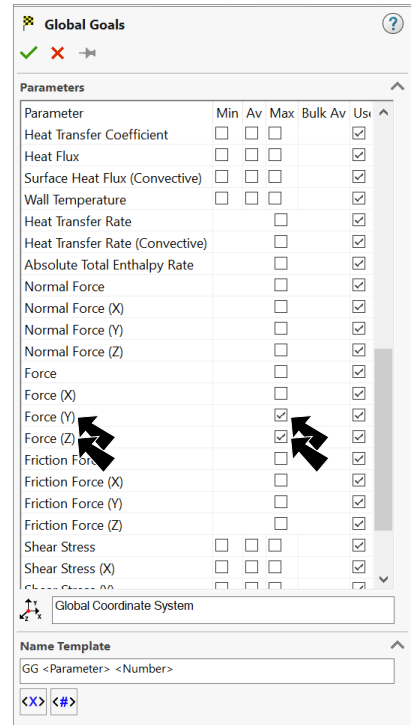 Global Goals
?
Parameters
Parameter Min Av Max Bulk Av Use
Heat Transfer Coefficient
Heat Flux
Surface Heat Flux (Convective)
Wall Temperature
Heat Transfer Rate
Heat Transfer Rate (Convective)
Absolute Total Enthalpy Rate
Normal Force
Normal Force (X)
Normal Force (Y)
Normal Force (Z)
Force
Force (X)
Force (Y)
Force (Z)
Friction Force
Friction Force (X)
Friction Force (Y)
Friction Force (Z)
Shear Stress
Shear Stress (X)
Y
Z X
Global Coordinate System
Name Template
GG <Parameter> <Number>
<X> <#>